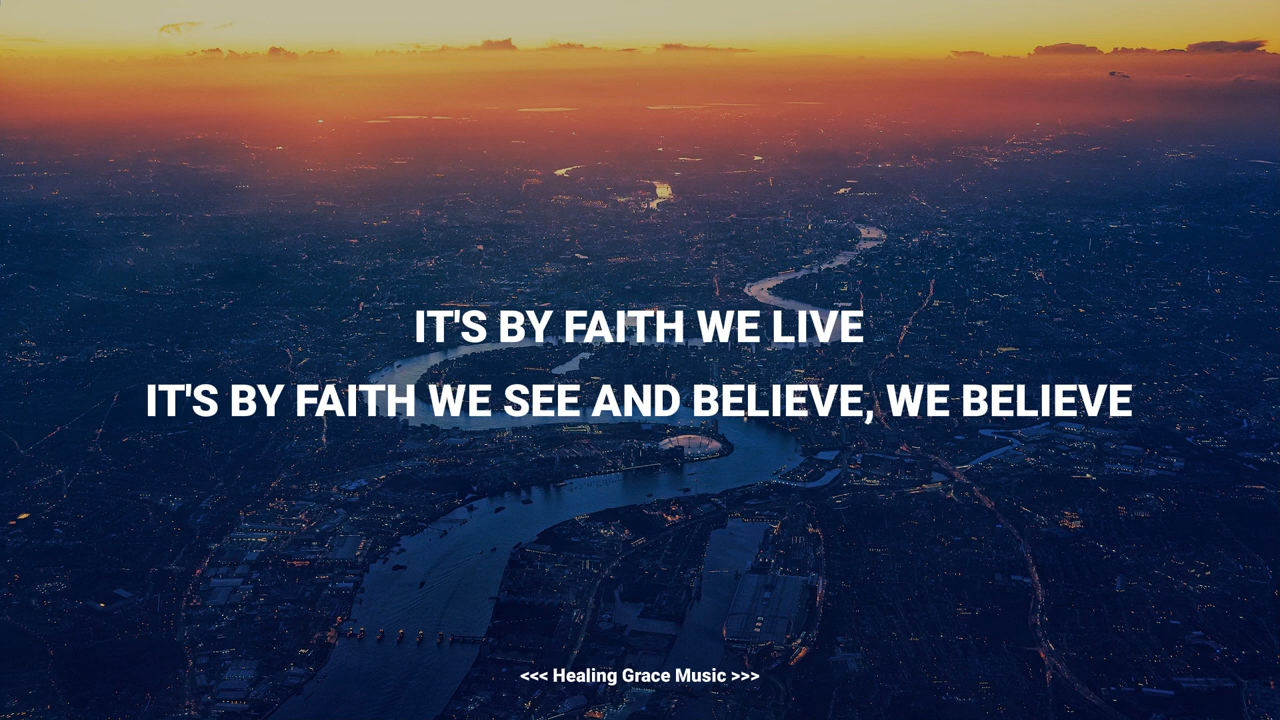 IT'S BY FAITH WE LIVE
IT'S BY FAITH WE SEE AND BELIEVE, WE BELIEVE
<<< Healing Grace Music >>>